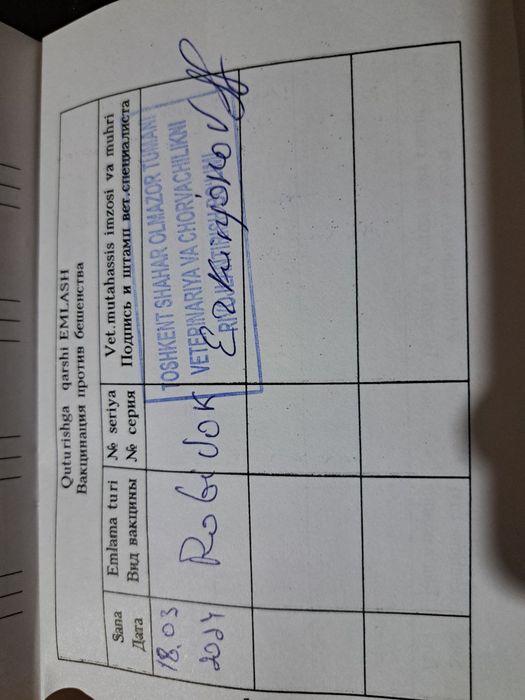 Quturishga qarshi EMLASH
Вакцинация против бешенства
Sana
Дата
Emlama turi
Вид вакцины
№ seriya
№ серия
Vet.mutahassis imzosi va muhri
Подпись и штамп вет.специалиста
18.03
2024
TOSHKENT SHAHAR OLMAZOR TUMANI
VETERINARIYA VA CHORVACHILIKNI